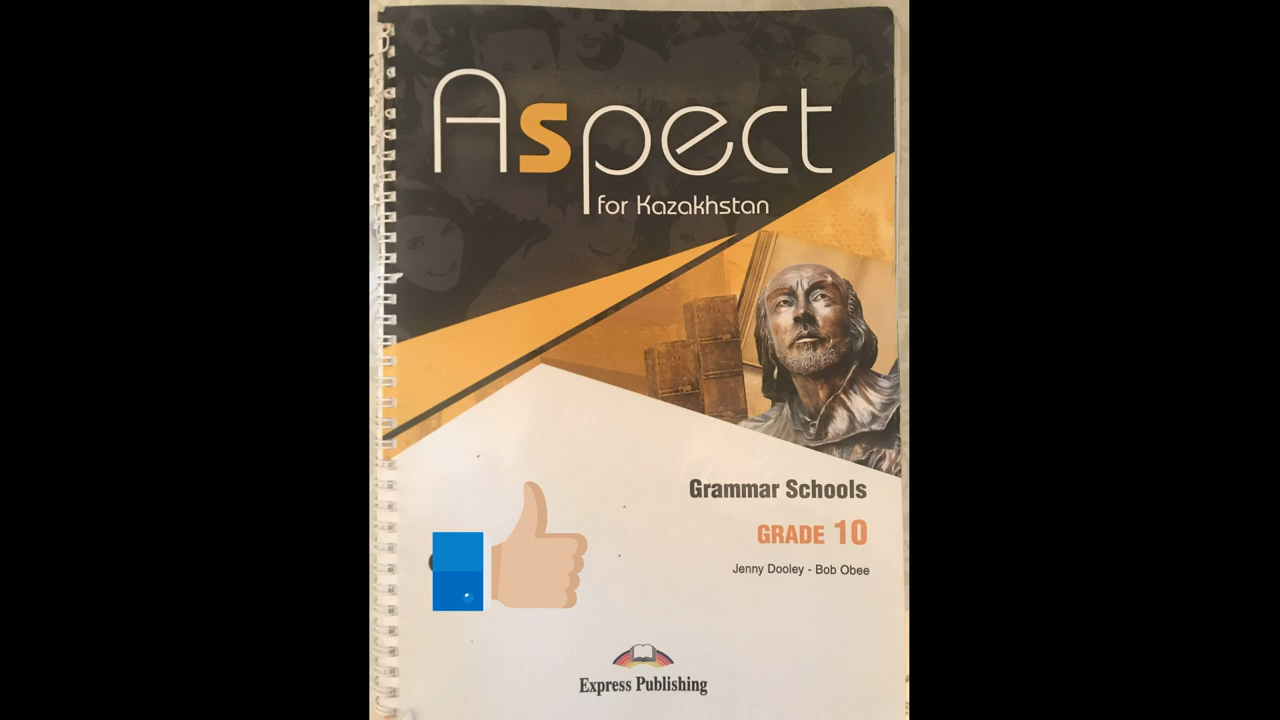 Aspect
for Kazakhstan
Grammar Schools
GRADE 10
Jenny Dooley - Bob Obee
Express Publishing